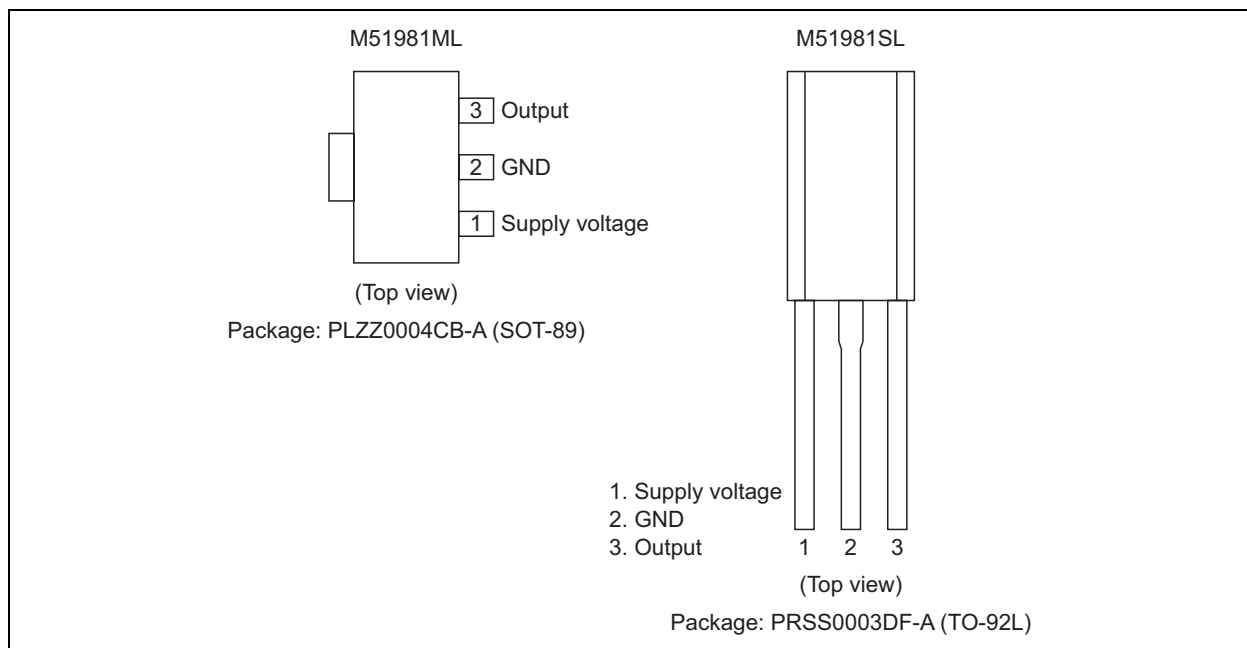 M51981ML
3 Output
2 GND
1 Supply voltage
(Top view)
Package: PLZZ0004CB-A (SOT-89)
M51981SL
1. Supply voltage
2. GND
3. Output
1 2 3
(Top view)
Package: PRSS0003DF-A (TO-92L)